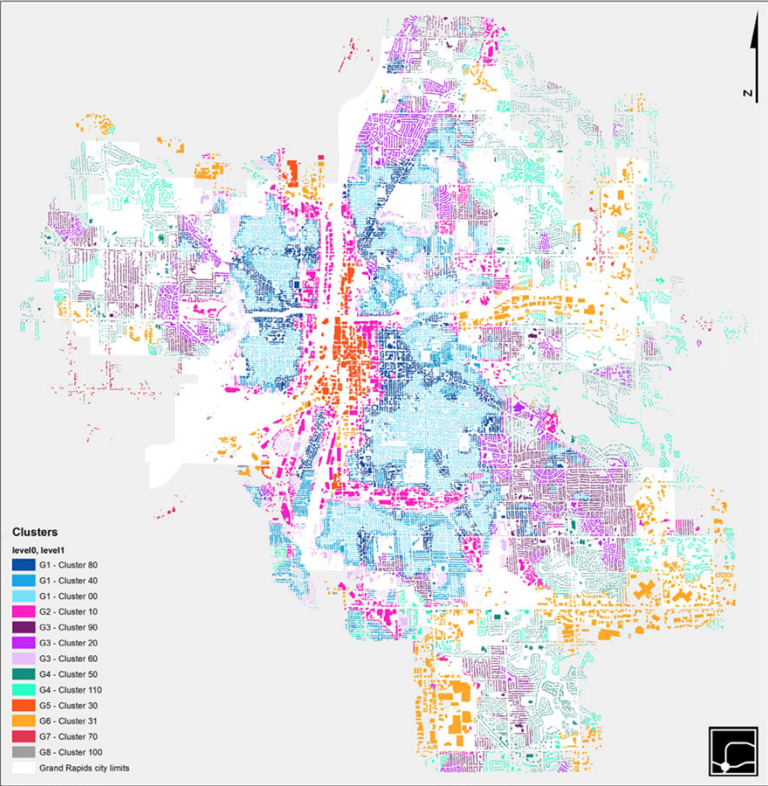 N
Clusters
level0, level1
G1 - Cluster 80
G1 - Cluster 40
G1 - Cluster 00
G2 - Cluster 10
G3 - Cluster 90
G3 - Cluster 20
G3 - Cluster 60
G4 - Cluster 50
G4 - Cluster 110
G5 - Cluster 30
G6 - Cluster 31
G7 - Cluster 70
G8 - Cluster 100
Grand Rapids city limits